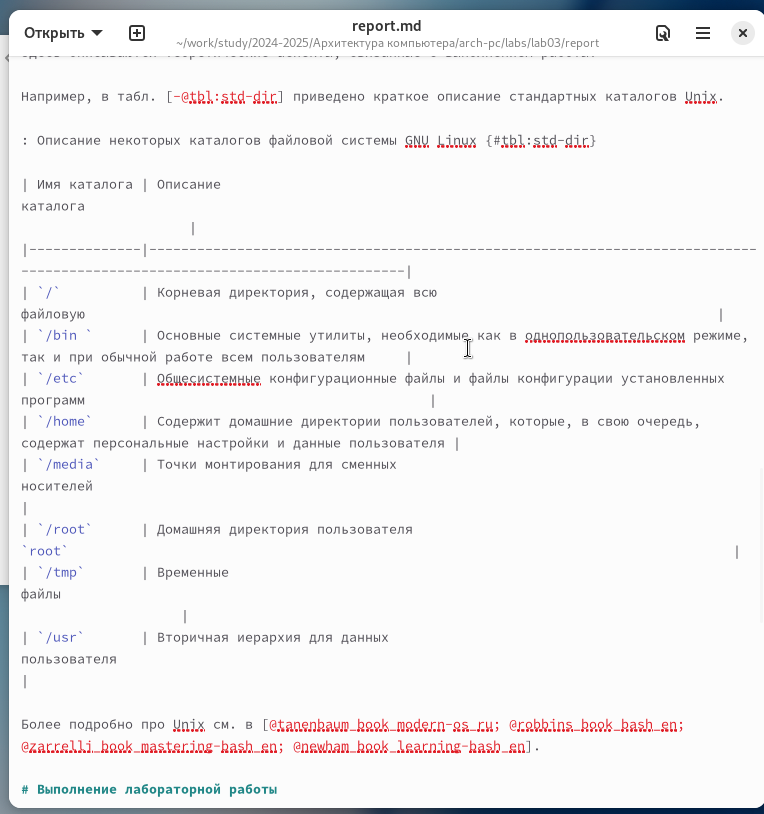 Открыть
report.md
~/work/study/2024-2025/Архитектура компьютера/arch-pc/labs/lab03/report
Например, в табл. [-@tbl:std-dir] приведено краткое описание стандартных каталогов Unix.
: Описание некоторых каталогов файловой системы GNU Linux {#tbl:std-dir}
| Имя каталога | Описание
каталога
|
|--------------|----------------------------------------------------------------------------
------------------------------------------------|
| `/` | Корневая директория, содержащая всю
файловую |
| `/bin ` | Основные системные утилиты, необходимые как в однопользовательском режиме,
так и при обычной работе всем пользователям |
| `/etc` | Общесистемные конфигурационные файлы и файлы конфигурации установленных
программ |
| `/home` | Содержит домашние директории пользователей, которые, в свою очередь,
содержат персональные настройки и данные пользователя |
| `/media` | Точки монтирования для сменных
носителей
|
| `/root` | Домашняя директория пользователя
`root` |
| `/tmp` | Временные
файлы
|
| `/usr` | Вторичная иерархия для данных
пользователя
|
Более подробно про Unix см. в [@tanenbaum_book_modern-os_ru; @robbins_book_bash_en;
@zarrelli_book_mastering-bash_en; @newham_book_learning-bash_en].
# Выполнение лабораторной работы